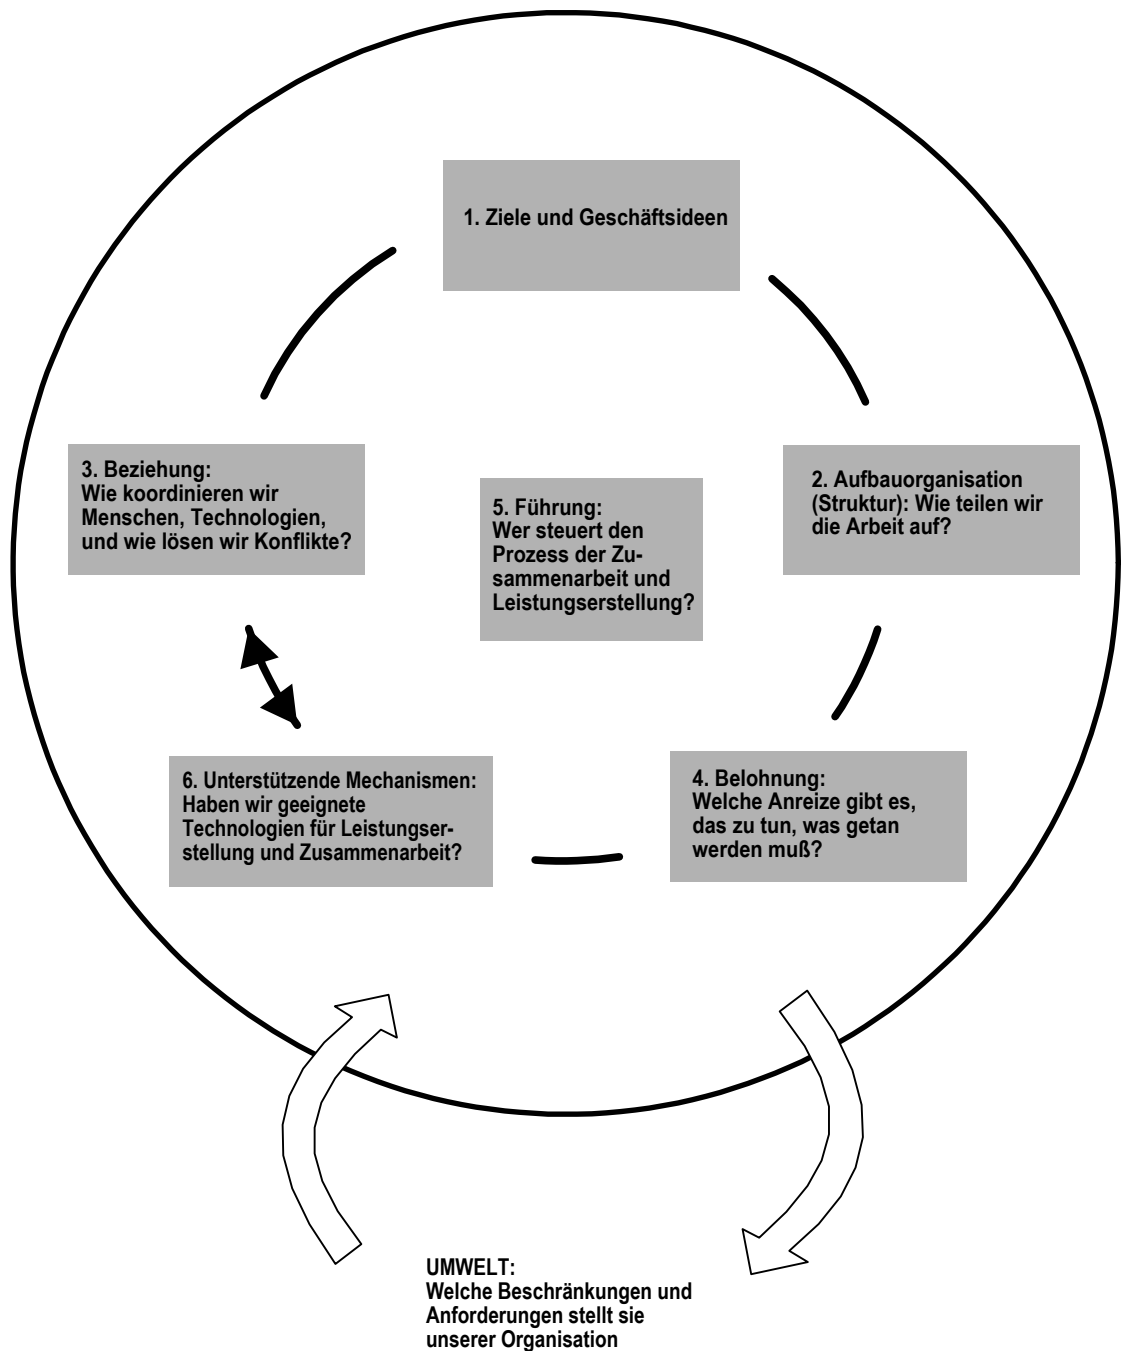 1. Ziele und Geschäftsideen
2. Aufbauorganisation
(Struktur): Wie teilen wir
die Arbeit auf?
3. Beziehung:
Wie koordinieren wir
Menschen, Technologien,
und wie lösen wir Konflikte?
5. Führung:
Wer steuert den
Prozess der Zu-
sammenarbeit und
Leistungserstellung?
4. Belohnung:
Welche Anreize gibt es,
das zu tun, was getan
werden muß?
6. Unterstützende Mechanismen:
Haben wir geeignete
Technologien für Leistungser-
stellung und Zusammenarbeit?
UMWELT:
Welche Beschränkungen und
Anforderungen stellt sie
unserer Organisation